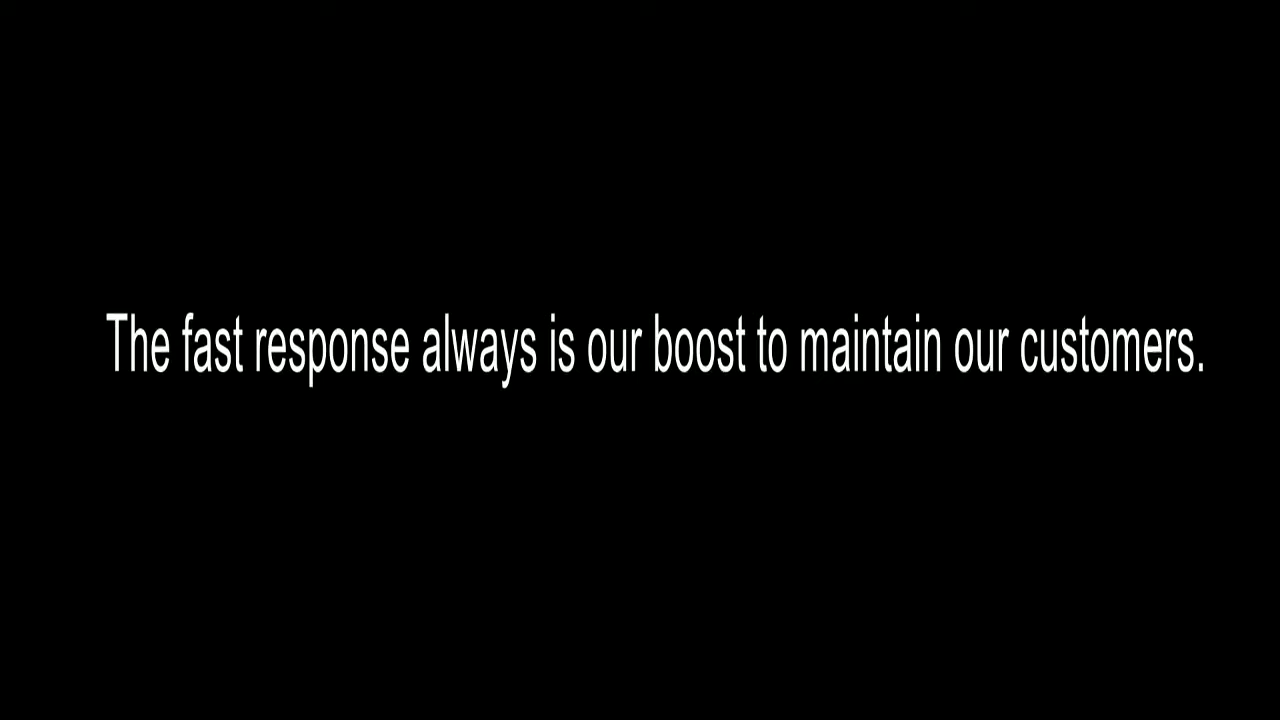 The fast response always is our boost to maintain our customers.